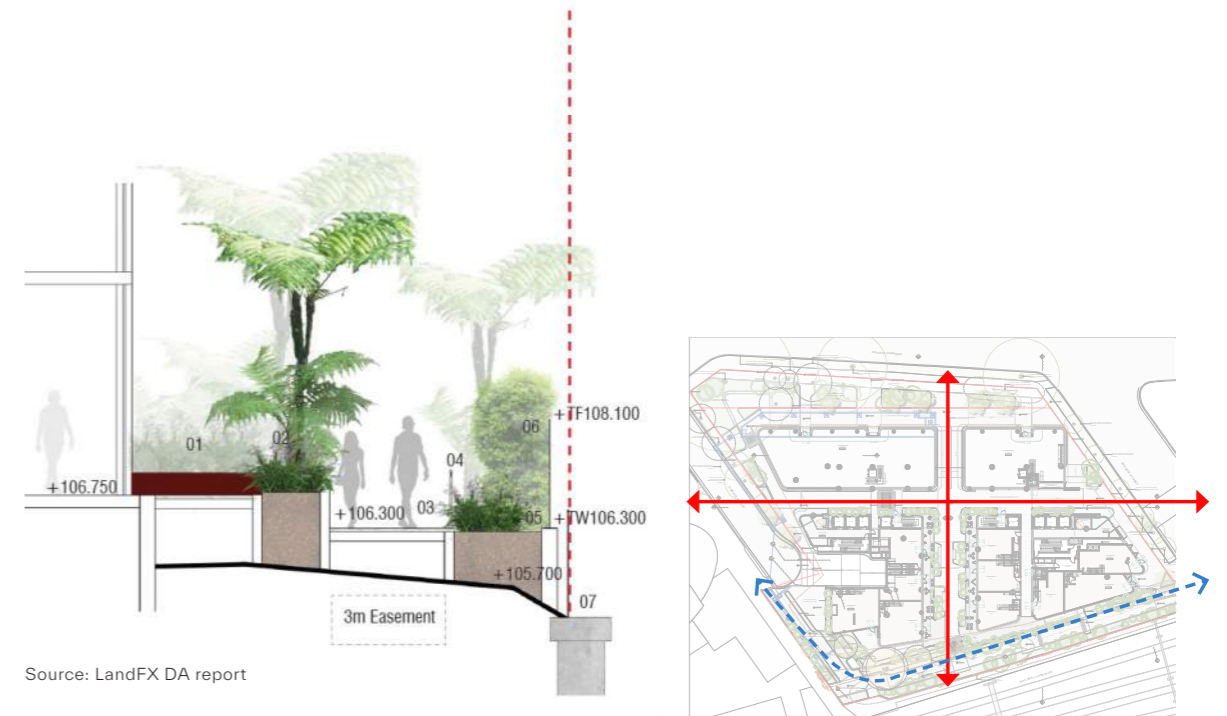 01
02
+106.750
+106.300
03
04
05
06
+TF108.100
+TW106.300
+105.700
07
3m Easement
Source: LandFX DA report